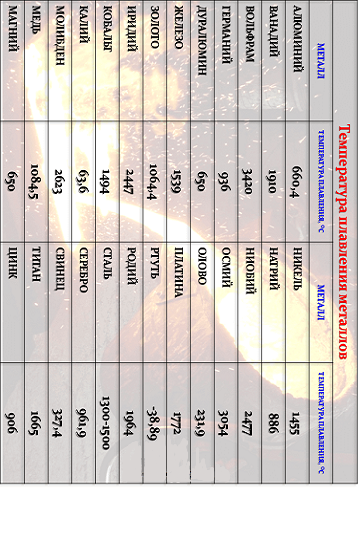 Температура плавления металлов
МЕТАЛЛ ТЕМПЕРАТУРА ПЛАВЛЕНИЯ, °С МЕТАЛЛ ТЕМПЕРАТУРА ПЛАВЛЕНИЯ, °С
АЛЮМИНИЙ 660,4 НИКЕЛЬ 1455
ВАНАДИЙ 1910 НАТРИЙ 886
ВОЛЬФРАМ 3420 НИОБИЙ 2477
ГЕРМАНИЙ 936 ОСМИЙ 3054
ДУРАЛЮМИН 650 ОЛОВО 231,9
ЖЕЛЕЗО 1539 ПЛАТИНА 1772
ЗОЛОТО 1064,4 РТУТЬ -38,89
ИРИДИЙ 2447 РОДИЙ 1964
КОБАЛЬТ 1494 СТАЛЬ 1300-1500
КАЛИЙ 63,6 СЕРЕБРО 961,9
МОЛИБДЕН 2623 СВИНЕЦ 327,4
МЕДЬ 1084,5 ТИТАН 1665
МАГНИЙ 650 ЦИНК 906